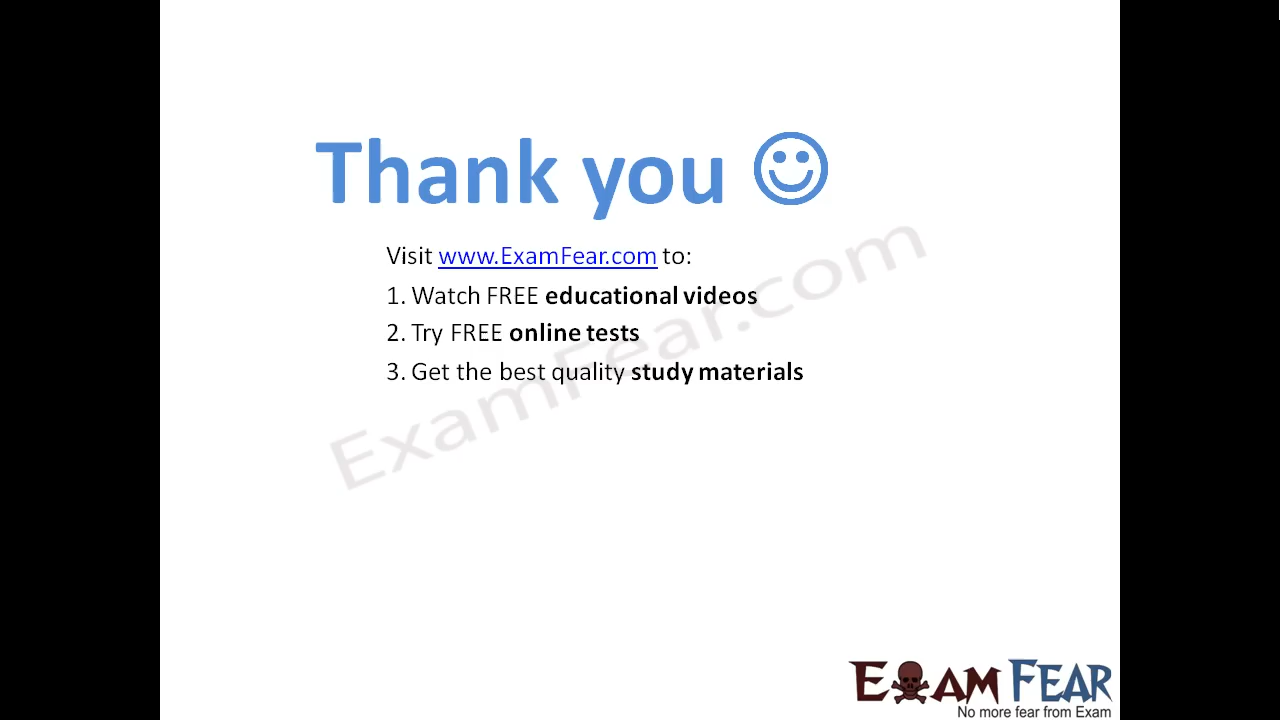 Thank you ☺
Visit www.ExamFear.com to:
1. Watch FREE educational videos
2. Try FREE online tests
3. Get the best quality study materials
ExamFear.com
EXAM FEAR
No more fear from Exam